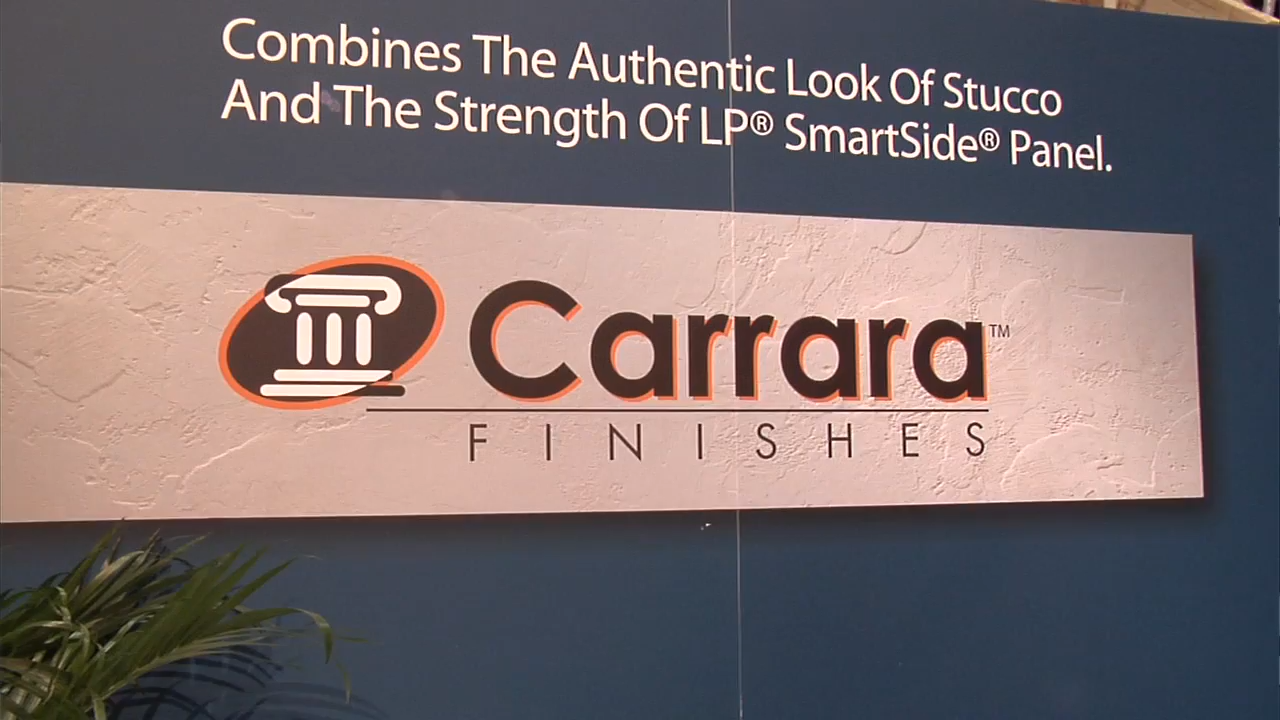 Combines The Authentic Look Of Stucco
And The Strength Of LP® SmartSide® Panel.
Carrara™
FINISHES